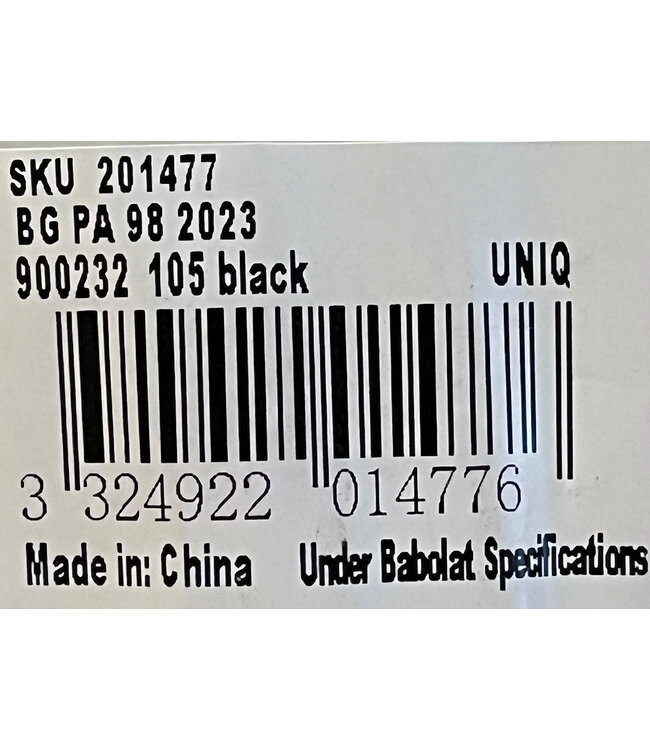 SKU 201477
BG PA 98 2023
900232 105 black UNIQ
3 324922 014776
Made in: China Under Babolat Specifications